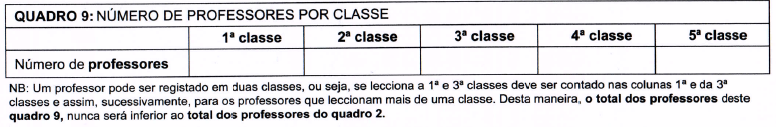 QUADRO 9: NÚMERO DE PROFESSORES POR CLASSE
1ª classe 2ª classe 3ª classe 4ª classe 5ª classe
Número de professores
NB: Um professor pode ser registado em duas classes, ou seja, se lecciona a 1ª e 3ª classes deve ser contado nas colunas 1ª e da 3ª
classes e assim, sucessivamente, para os professores que leccionam mais de uma classe. Desta maneira, o total dos professores deste
quadro 9, nunca será inferior ao total dos professores do quadro 2.